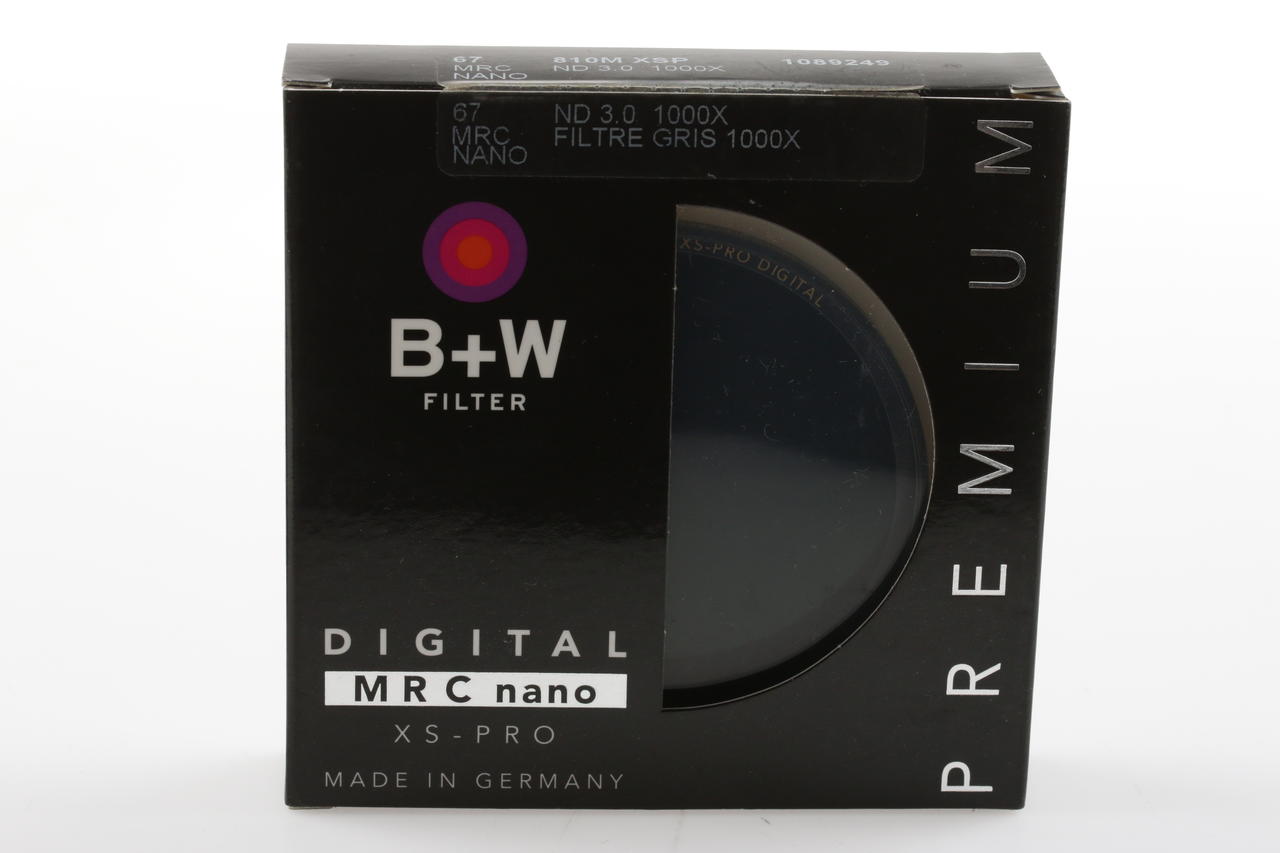 67 810M XSP 1089249
MRC ND 3.0 1000X
NANO
67 ND 3.0 1000X
MRC FILTRE GRIS 1000X
NANO
B+W
FILTER
XS-PRO DIGITAL
DIGITAL
MRC nano
XS-PRO
MADE IN GERMANY
PREMIUM